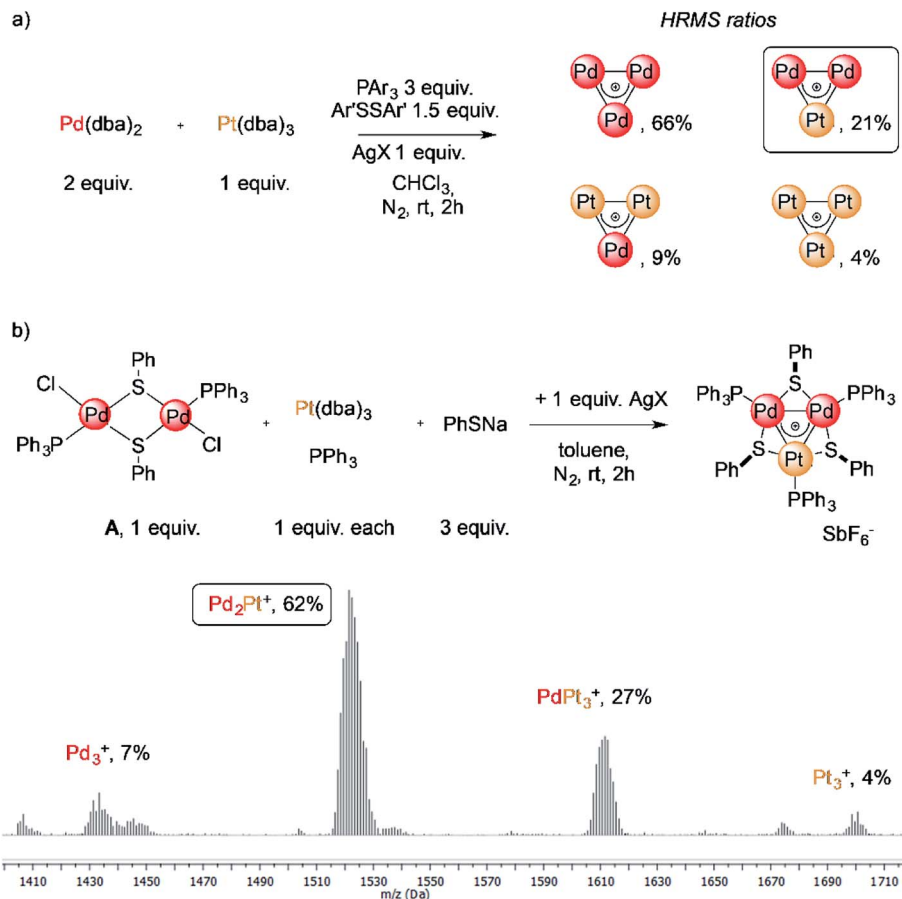 a)
HRMS ratios
Pd(dba)2 + Pt(dba)3
2 equiv. 1 equiv.
PAr3 3 equiv.
Ar'SSAr' 1.5 equiv.
AgX 1 equiv.
CHCl3,
N2, rt, 2h
Pd Pd
Pd , 66%
Pd Pd
Pt , 21%
Pt Pt
Pd , 9%
Pt Pt
Pt , 4%
b)
Ph
Cl S PPh3
Pd Pd
Ph3P S Cl
Ph
+ Pt(dba)3
PPh3
+ PhSNa
+ 1 equiv. AgX
toluene,
N2, rt, 2h
Ph
PPh3 S PPh3
Pd Pd
S Pt S
Ph Ph
PPh3
SbF6-
A, 1 equiv. 1 equiv. each 3 equiv.
Pd2Pt+, 62%
PdPt3+, 27%
Pd3+, 7%
Pt3+, 4%
1410 1430 1450 1470 1490 1510 1530 1550 1570 1590 1610 1630 1650 1670 1690 1710
m/z (Da)